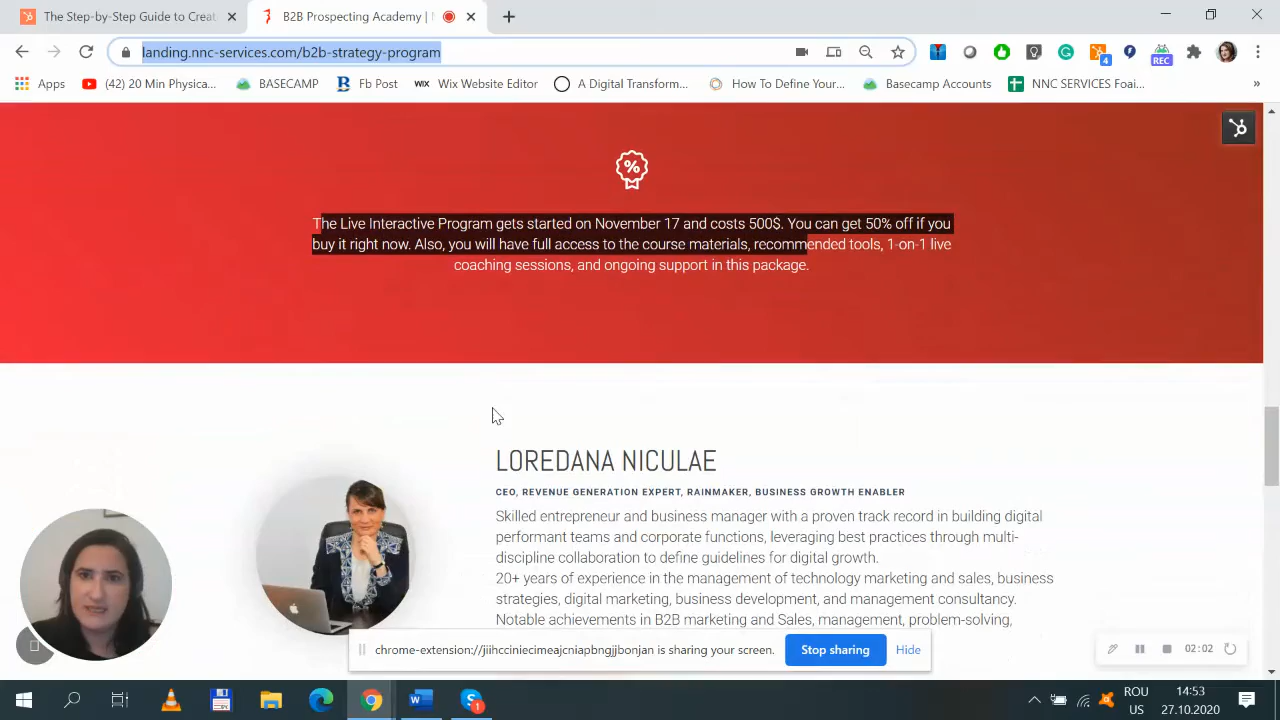 The Step-by-Step Guide to Creat
B2B Prospecting Academy |
landing.nnc-services.com/b2b-strategy-program
4
REC
Apps
(42) 20 Min Physica...
BASECAMP
Fb Post
WIX Wix Website Editor
A Digital Transform...
How To Define Your...
Basecamp Accounts
NNC SERVICES Foai...
»
%
The Live Interactive Program gets started on November 17 and costs 500$. You can get 50% off if you
buy it right now. Also, you will have full access to the course materials, recommended tools, 1-on-1 live
coaching sessions, and ongoing support in this package.
LOREDANA NICULAE
CEO, REVENUE GENERATION EXPERT, RAINMAKER, BUSINESS GROWTH ENABLER
Skilled entrepreneur and business manager with a proven track record in building digital
performant teams and corporate functions, leveraging best practices through multi-
discipline collaboration to define guidelines for digital growth.
20+ years of experience in the management of technology marketing and sales, business
strategies, digital marketing, business development, and management consultancy.
Notable achievements in B2B marketing and Sales, management, problem-solving,
chrome-extension://jiihcciniecimeajcniapbngjjbonjan is sharing your screen.
Stop sharing
Hide
02:02
W
S
1
ROU
US
14:53
27.10.2020